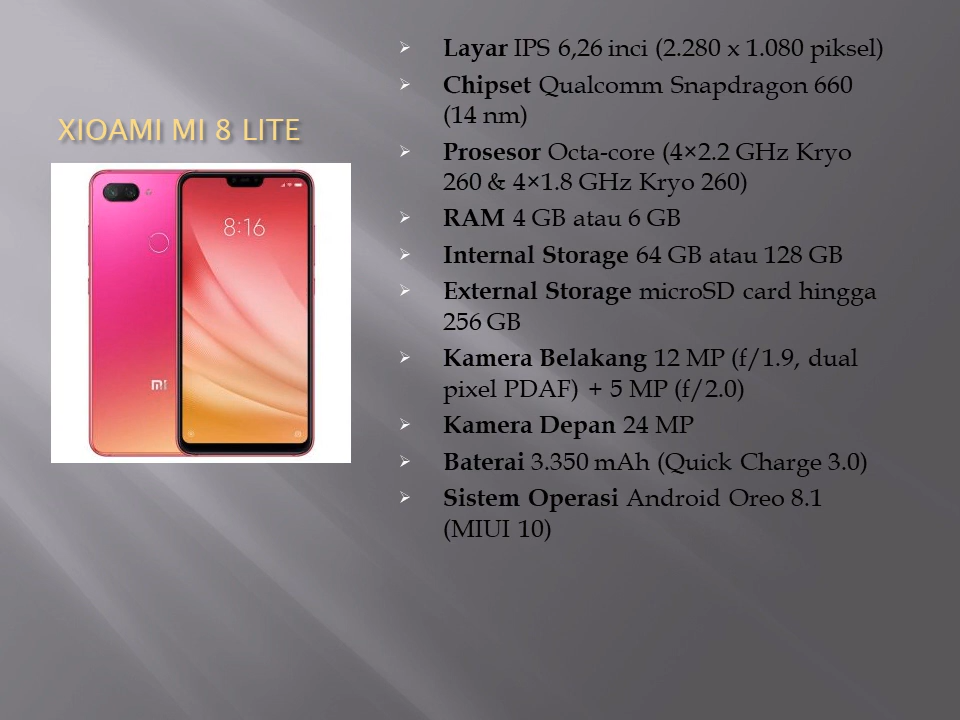 XIOAMI MI 8 LITE
8:16
MI
Layar IPS 6,26 inci (2.280 x 1.080 piksel)
Chipset Qualcomm Snapdragon 660
(14 nm)
Prosesor Octa-core (4×2.2 GHz Kryo
260 & 4×1.8 GHz Kryo 260)
RAM 4 GB atau 6 GB
Internal Storage 64 GB atau 128 GB
External Storage microSD card hingga
256 GB
Kamera Belakang 12 MP (f/1.9, dual
pixel PDAF) + 5 MP (f/2.0)
Kamera Depan 24 MP
Baterai 3.350 mAh (Quick Charge 3.0)
Sistem Operasi Android Oreo 8.1
(MIUI 10)